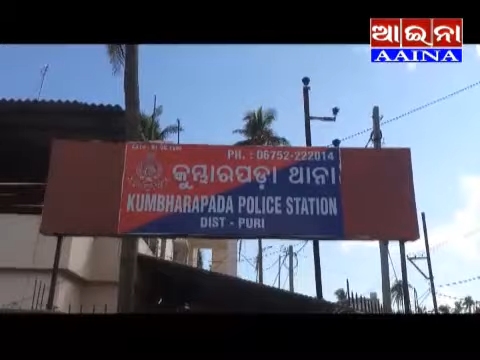 ଆଇନା
AAINA
PH. : 06752-222014
କୁମ୍ଭାରପଡ଼ା ଥାନା
KUMBHARAPADA POLICE STATION
DIST - PURI